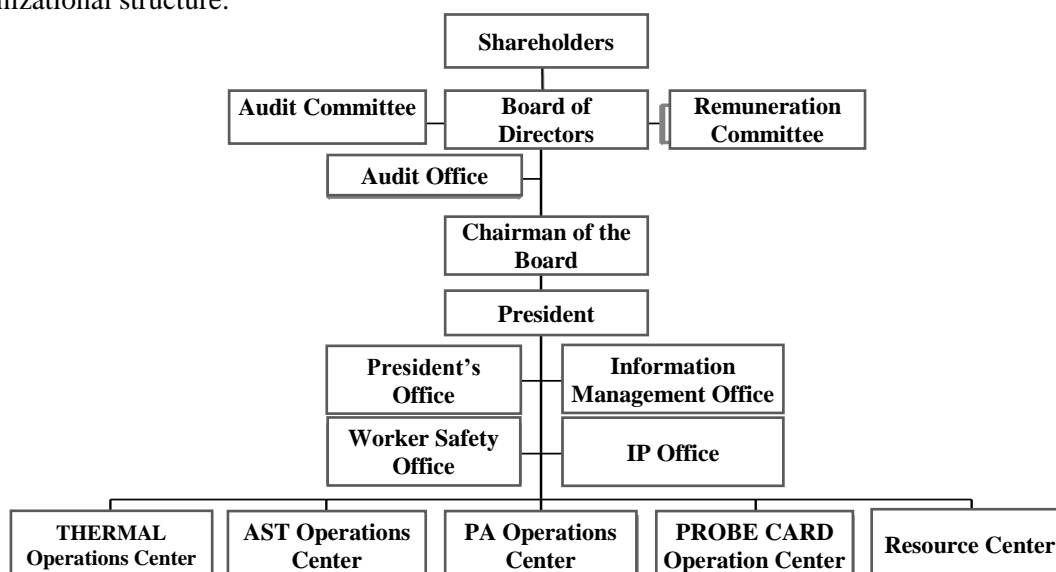 nizational structure.
Shareholders
Audit Committee
Board of
Directors
Remuneration
Committee
Audit Office
Chairman of the
Board
President
President’s
Office
Information
Management Office
Worker Safety
Office
IP Office
THERMAL
Operations Center
AST Operations
Center
PA Operations
Center
PROBE CARD
Operation Center
Resource Center